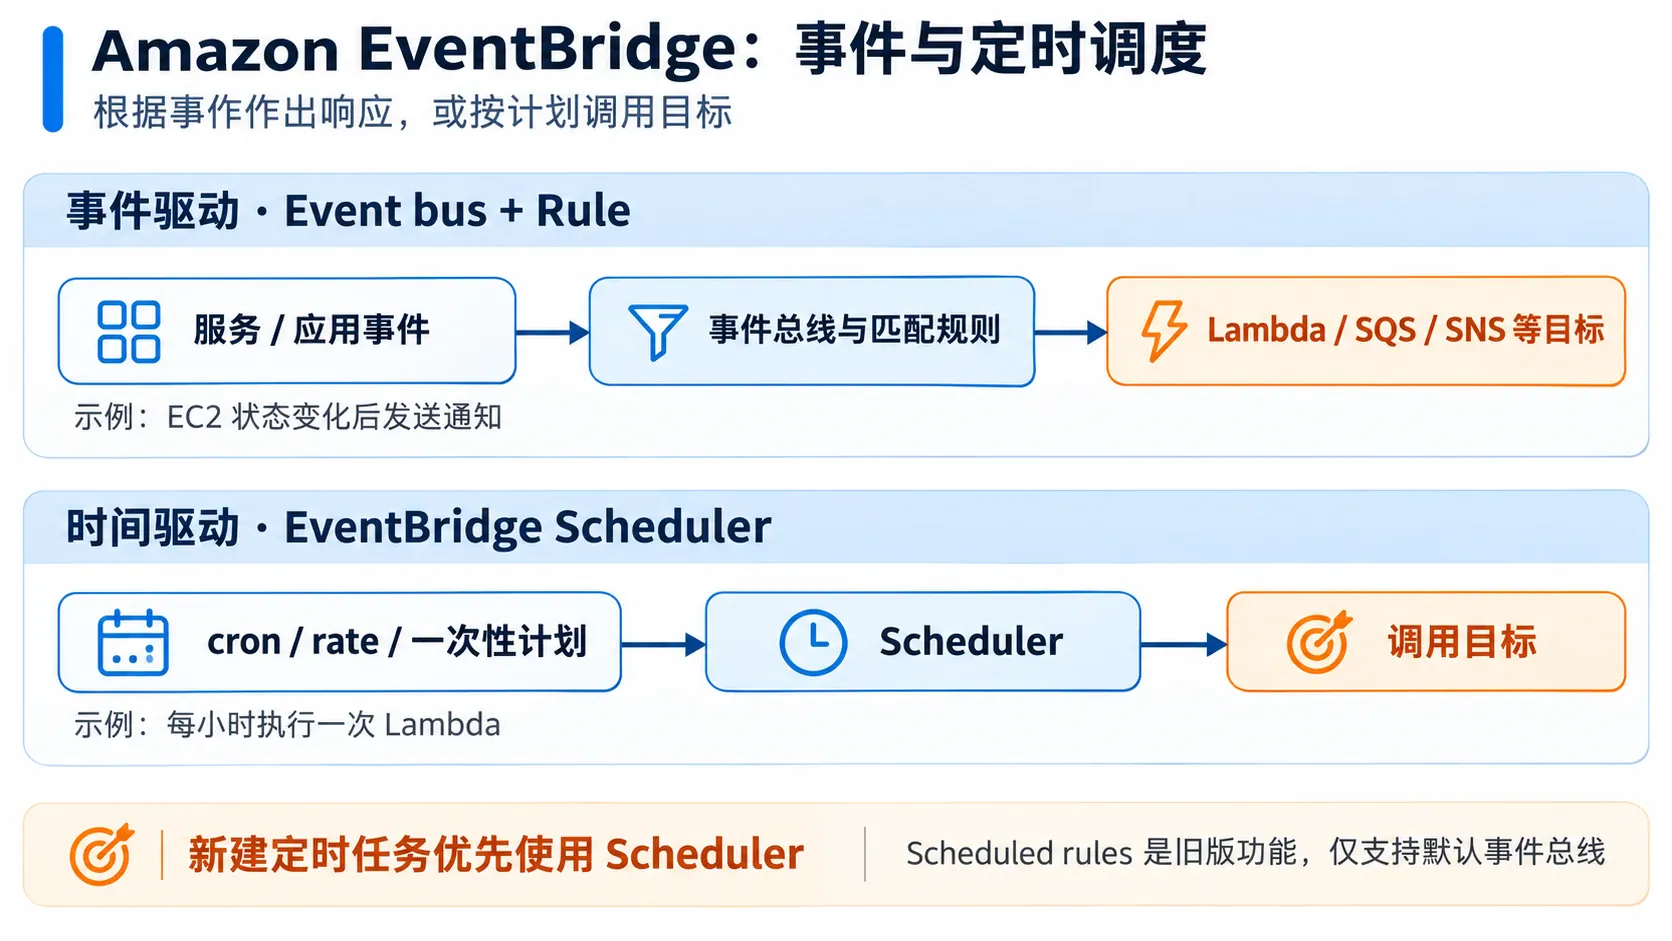 Amazon EventBridge：事件与定时调度
根据事作作出响应，或按计划调用目标
事件驱动 · Event bus + Rule
服务 / 应用事件
事件总线与匹配规则
Lambda / SQS / SNS 等目标
示例：EC2 状态变化后发送通知
时间驱动 · EventBridge Scheduler
cron / rate / 一次性计划
Scheduler
调用目标
示例：每小时执行一次 Lambda
新建定时任务优先使用 Scheduler
Scheduled rules 是旧版功能，仅支持默认事件总线